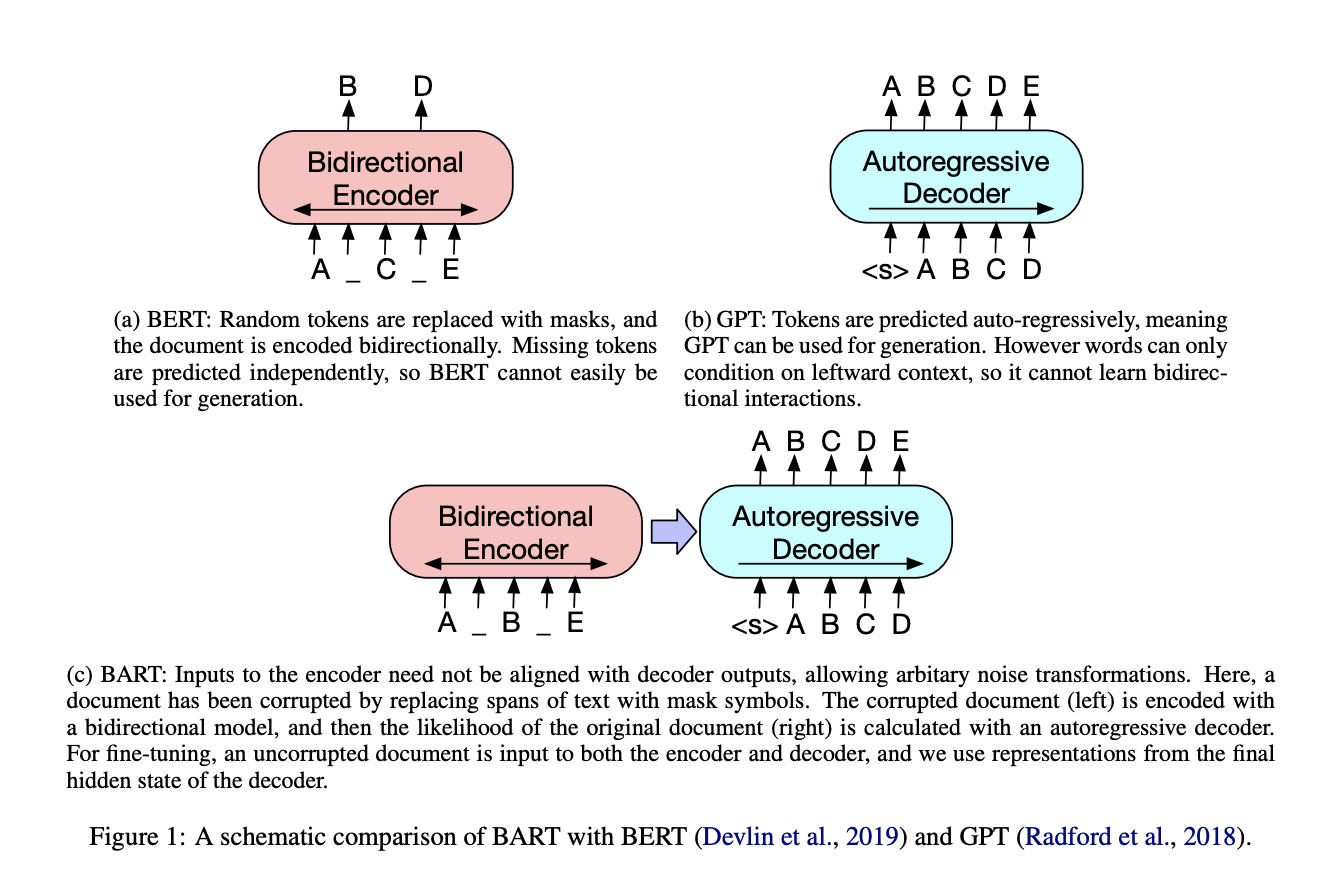 B D
Bidirectional
Encoder
A _ C _ E
(a) BERT: Random tokens are replaced with masks, and
the document is encoded bidirectionally. Missing tokens
are predicted independently, so BERT cannot easily be
used for generation.
A B C D E
Autoregressive
Decoder
<s> A B C D
(b) GPT: Tokens are predicted auto-regressively, meaning
GPT can be used for generation. However words can only
condition on leftward context, so it cannot learn bidirec-
tional interactions.
Bidirectional
Encoder
A _ B _ E
A B C D E
Autoregressive
Decoder
<s> A B C D
(c) BART: Inputs to the encoder need not be aligned with decoder outputs, allowing arbitary noise transformations. Here, a
document has been corrupted by replacing spans of text with mask symbols. The corrupted document (left) is encoded with
a bidirectional model, and then the likelihood of the original document (right) is calculated with an autoregressive decoder.
For fine-tuning, an uncorrupted document is input to both the encoder and decoder, and we use representations from the final
hidden state of the decoder.
Figure 1: A schematic comparison of BART with BERT (Devlin et al., 2019) and GPT (Radford et al., 2018).